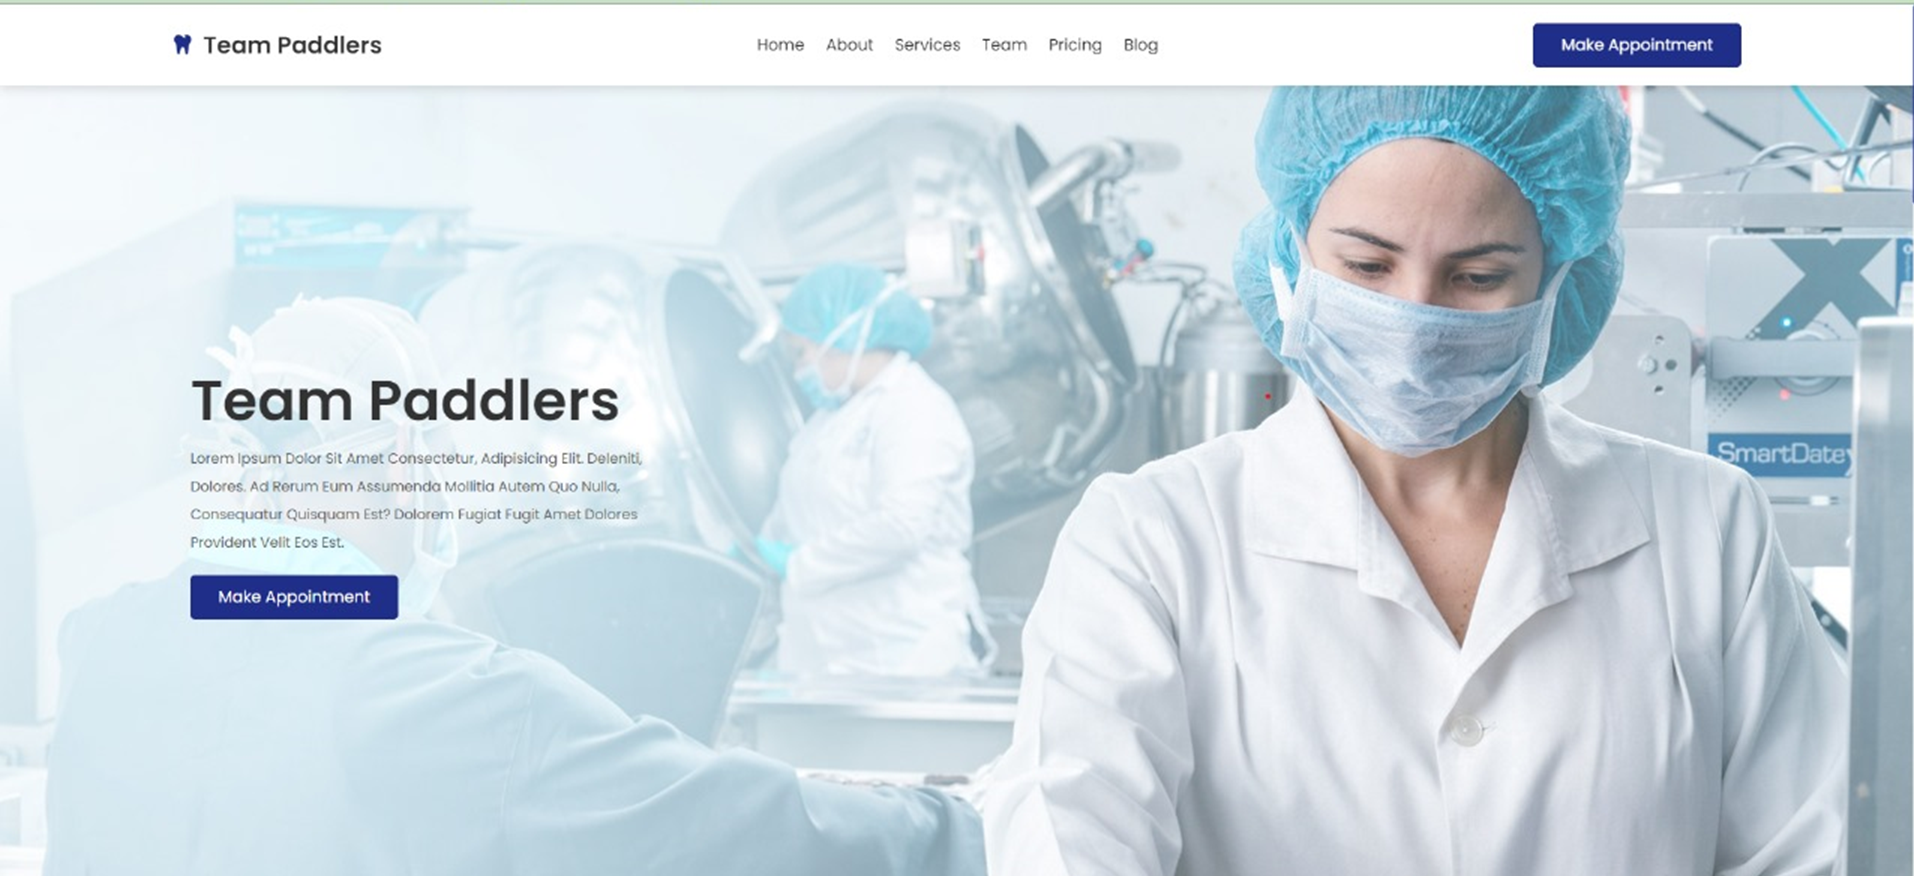 Team Paddlers
Home About Services Team Pricing Blog
Make Appointment
Team Paddlers
Lorem Ipsum Dolor Sit Amet Consectetur, Adipisicing Elit. Deleniti,
Dolores. Ad Rerum Eum Assumenda Mollitia Autem Quo Nulla,
Consequatur Quisquam Est? Dolorem Fugiat Fugit Amet Dolores
Provident Velit Eos Est.
Make Appointment
SmartDate